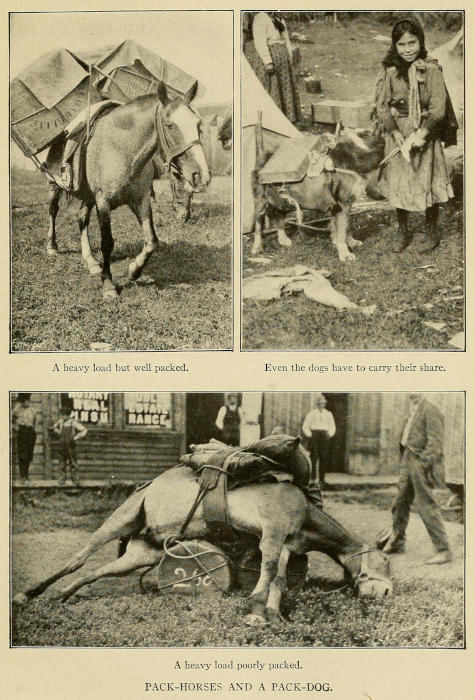 A heavy load but well packed.
Even the dogs have to carry their share.
A heavy load poorly packed.
PACK-HORSES AND A PACK-DOG.